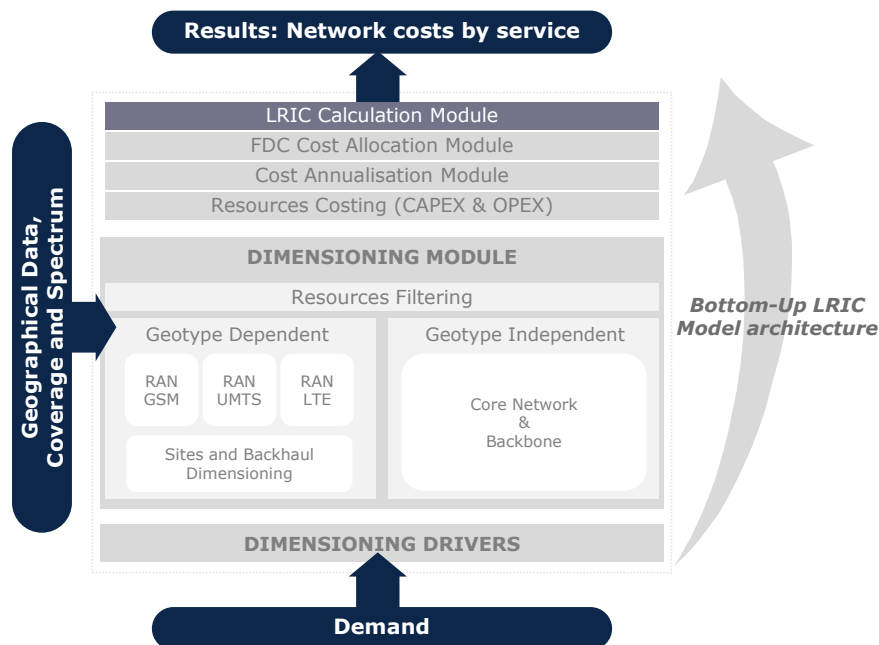 Results: Network costs by service
LRIC Calculation Module
FDC Cost Allocation Module
Cost Annualisation Module
Resources Costing (CAPEX & OPEX)
Geographical Data,
Coverage and Spectrum
DIMENSIONING MODULE
Resources Filtering
Geotype Dependent
Geotype Independent
RAN
GSM
RAN
UMTS
RAN
LTE
Sites and Backhaul
Dimensioning
Core Network
&
Backbone
Bottom-Up LRIC
Model architecture
DIMENSIONING DRIVERS
Demand